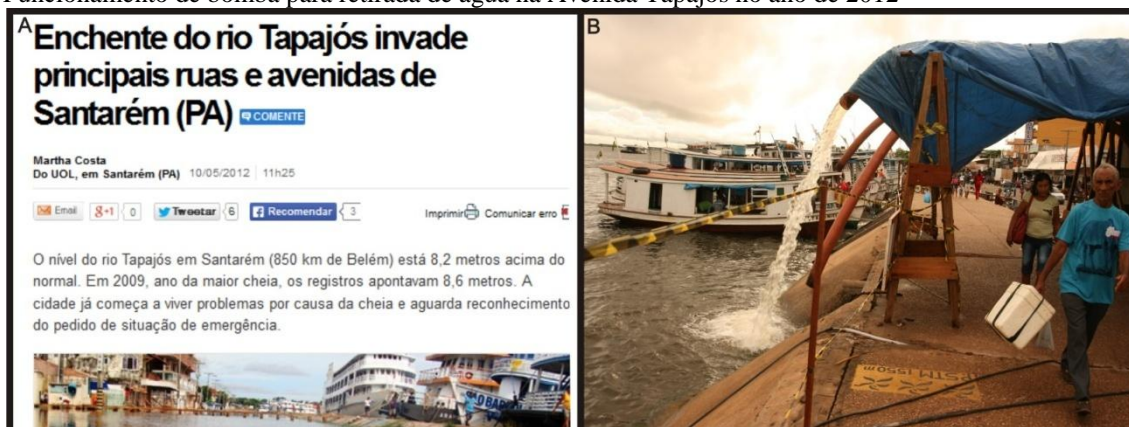 Funcionamento de bomba para retirada de água na Avenida Tapajós no ano de 2012
A
Enchente do rio Tapajós invade
principais ruas e avenidas de
Santarém (PA) COMENTE
Martha Costa
Do UOL, em Santarém (PA) 10/05/2012 11h25
Email g+1 0 Tweetar 6 Recomendar 3 Imprimir Comunicar erro
O nível do rio Tapajós em Santarém (850 km de Belém) está 8,2 metros acima do
normal. Em 2009, ano da maior cheia, os registros apontavam 8,6 metros. A
cidade já começa a viver problemas por causa da cheia e aguarda reconhecimento
do pedido de situação de emergência.
B